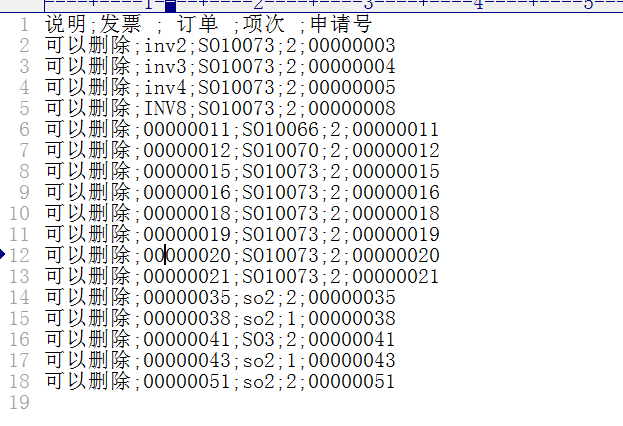 ----+----1----+----2----+----3----+----4----+----5---
1 说明;发票 ; 订单 ;项次 ;申请号
2 可以删除;inv2;SO10073;2;00000003
3 可以删除;inv3;SO10073;2;00000004
4 可以删除;inv4;SO10073;2;00000005
5 可以删除;INV8;SO10073;2;00000008
6 可以删除;00000011;SO10066;2;00000011
7 可以删除;00000012;SO10070;2;00000012
8 可以删除;00000015;SO10073;2;00000015
9 可以删除;00000016;SO10073;2;00000016
10 可以删除;00000018;SO10073;2;00000018
11 可以删除;00000019;SO10073;2;00000019
12 可以删除;00000020;SO10073;2;00000020
13 可以删除;00000021;SO10073;2;00000021
14 可以删除;00000035;so2;2;00000035
15 可以删除;00000038;so2;1;00000038
16 可以删除;00000041;SO3;2;00000041
17 可以删除;00000043;so2;1;00000043
18 可以删除;00000051;so2;2;00000051
19